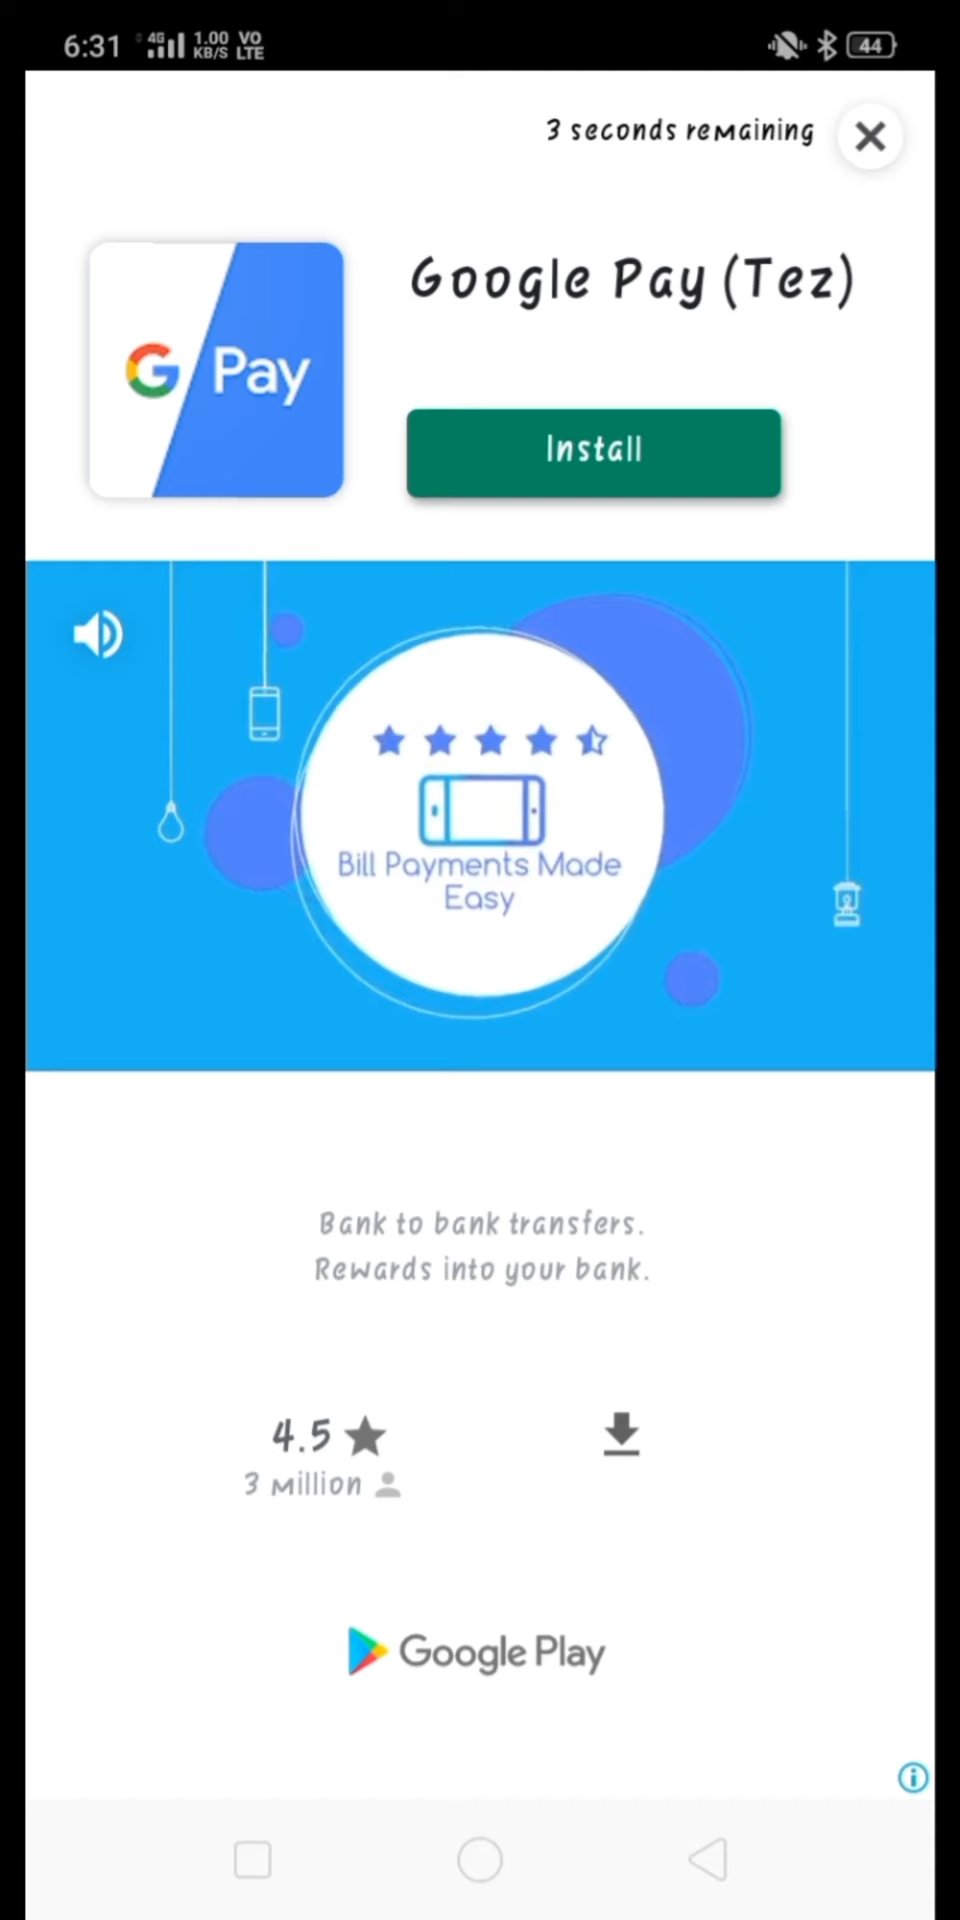 6:31 4G 1.00 KB/S VO LTE 44
3 seconds remaining
Google Pay (Tez)
G Pay
Install
Bill Payments Made
Easy
Bank to bank transfers.
Rewards into your bank.
4.5
3 Million
Google Play